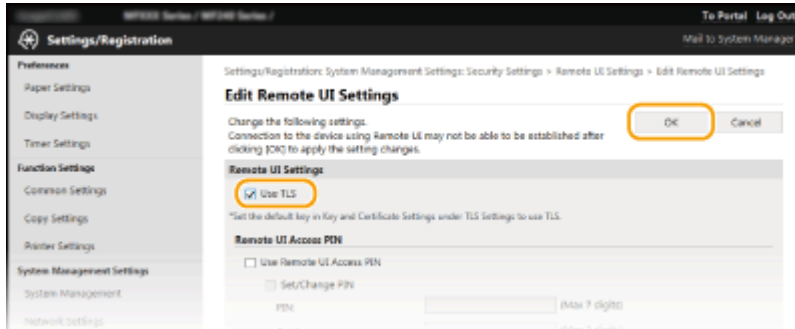 To Portal Log Out
Settings/Registration
Mail to System Manager
Preferences
Paper Settings
Display Settings
Timer Settings
Function Settings
Common Settings
Copy Settings
Printer Settings
System Management Settings
System Management
Network Settings
Settings/Registration: System Management Settings: Security Settings > Remote UI Settings > Edit Remote UI Settings
Edit Remote UI Settings
Change the following settings.
Connection to the device using Remote UI may not be able to be established after
clicking [OK] to apply the setting changes.
OK Cancel
Remote UI Settings
Use TLS
*Set the default key in Key and Certificate Settings under TLS Settings to use TLS.
Remote UI Access PIN
Use Remote UI Access PIN
Set/Change PIN
PIN: (Max 7 digits)